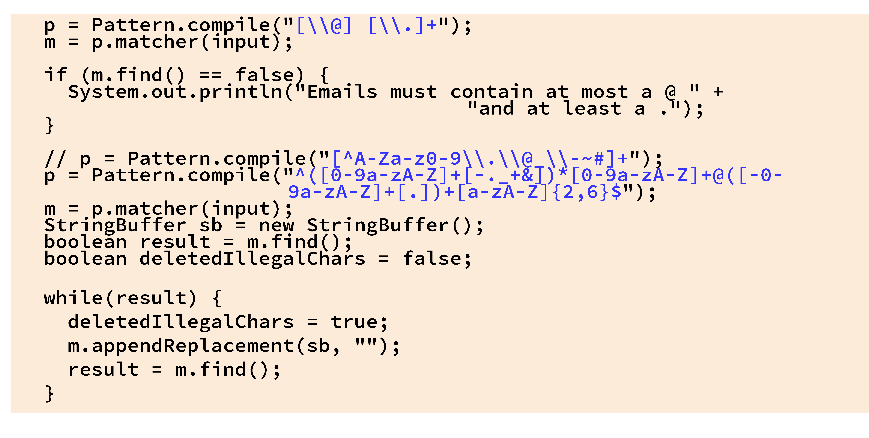 p = Pattern.compile("[\\@] [\\.]+");
m = p.matcher(input);
if (m.find() == false) {
System.out.println("Emails must contain at most a @ " +
"and at least a .");
}
// p = Pattern.compile("[^A-Za-z0-9\\.\\@_\\-~#]+");
p = Pattern.compile("^([0-9a-zA-Z]+[-._+&])*[0-9a-zA-Z]+@([-0-
9a-zA-Z]+[.])+[a-zA-Z]{2,6}$");
m = p.matcher(input);
StringBuffer sb = new StringBuffer();
boolean result = m.find();
boolean deletedIllegalChars = false;
while(result) {
deletedIllegalChars = true;
m.appendReplacement(sb, "");
result = m.find();
}